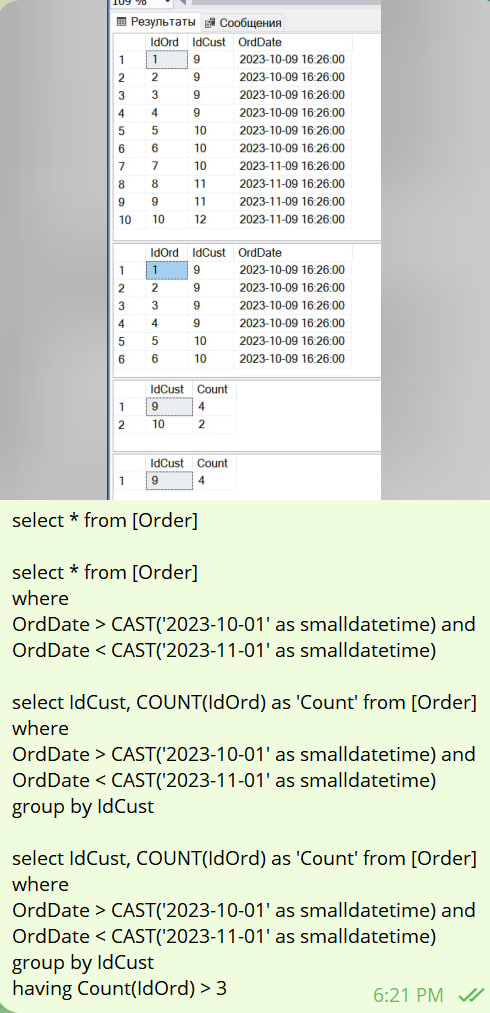 109 %
Результаты Сообщения
IdOrd IdCust OrdDate
1 1 9 2023-10-09 16:26:00
2 2 9 2023-10-09 16:26:00
3 3 9 2023-10-09 16:26:00
4 4 9 2023-10-09 16:26:00
5 5 10 2023-10-09 16:26:00
6 6 10 2023-10-09 16:26:00
7 7 10 2023-11-09 16:26:00
8 8 11 2023-11-09 16:26:00
9 9 11 2023-11-09 16:26:00
10 10 12 2023-11-09 16:26:00
IdOrd IdCust OrdDate
1 1 9 2023-10-09 16:26:00
2 2 9 2023-10-09 16:26:00
3 3 9 2023-10-09 16:26:00
4 4 9 2023-10-09 16:26:00
5 5 10 2023-10-09 16:26:00
6 6 10 2023-10-09 16:26:00
IdCust Count
1 9 4
2 10 2
IdCust Count
1 9 4
select * from [Order]
select * from [Order]
where
OrdDate > CAST('2023-10-01' as smalldatetime) and
OrdDate < CAST('2023-11-01' as smalldatetime)
select IdCust, COUNT(IdOrd) as 'Count' from [Order]
where
OrdDate > CAST('2023-10-01' as smalldatetime) and
OrdDate < CAST('2023-11-01' as smalldatetime)
group by IdCust
select IdCust, COUNT(IdOrd) as 'Count' from [Order]
where
OrdDate > CAST('2023-10-01' as smalldatetime) and
OrdDate < CAST('2023-11-01' as smalldatetime)
group by IdCust
having Count(IdOrd) > 3
6:21 PM